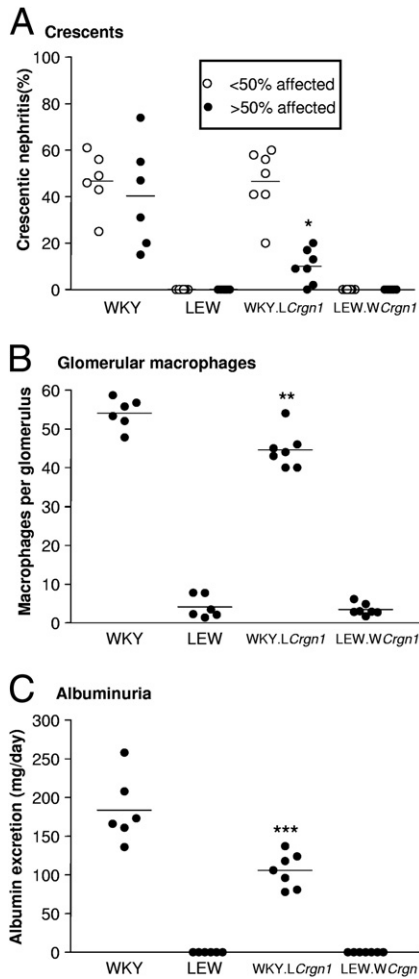 A Crescents
100
80
60
40
20
0
Crescentic nephritis(%)
<50% affected
>50% affected
*
WKY LEW WKY.LCrgn1 LEW.WCrgn1
B Glomerular macrophages
60
50
40
30
20
10
0
Macrophages per glomerulus
**
WKY LEW WKY.LCrgn1 LEW.WCrgn1
C Albuminuria
300
250
200
150
100
50
0
Albumin excretion (mg/day)
***
WKY LEW WKY.LCrgn1 LEW.WCrgn1